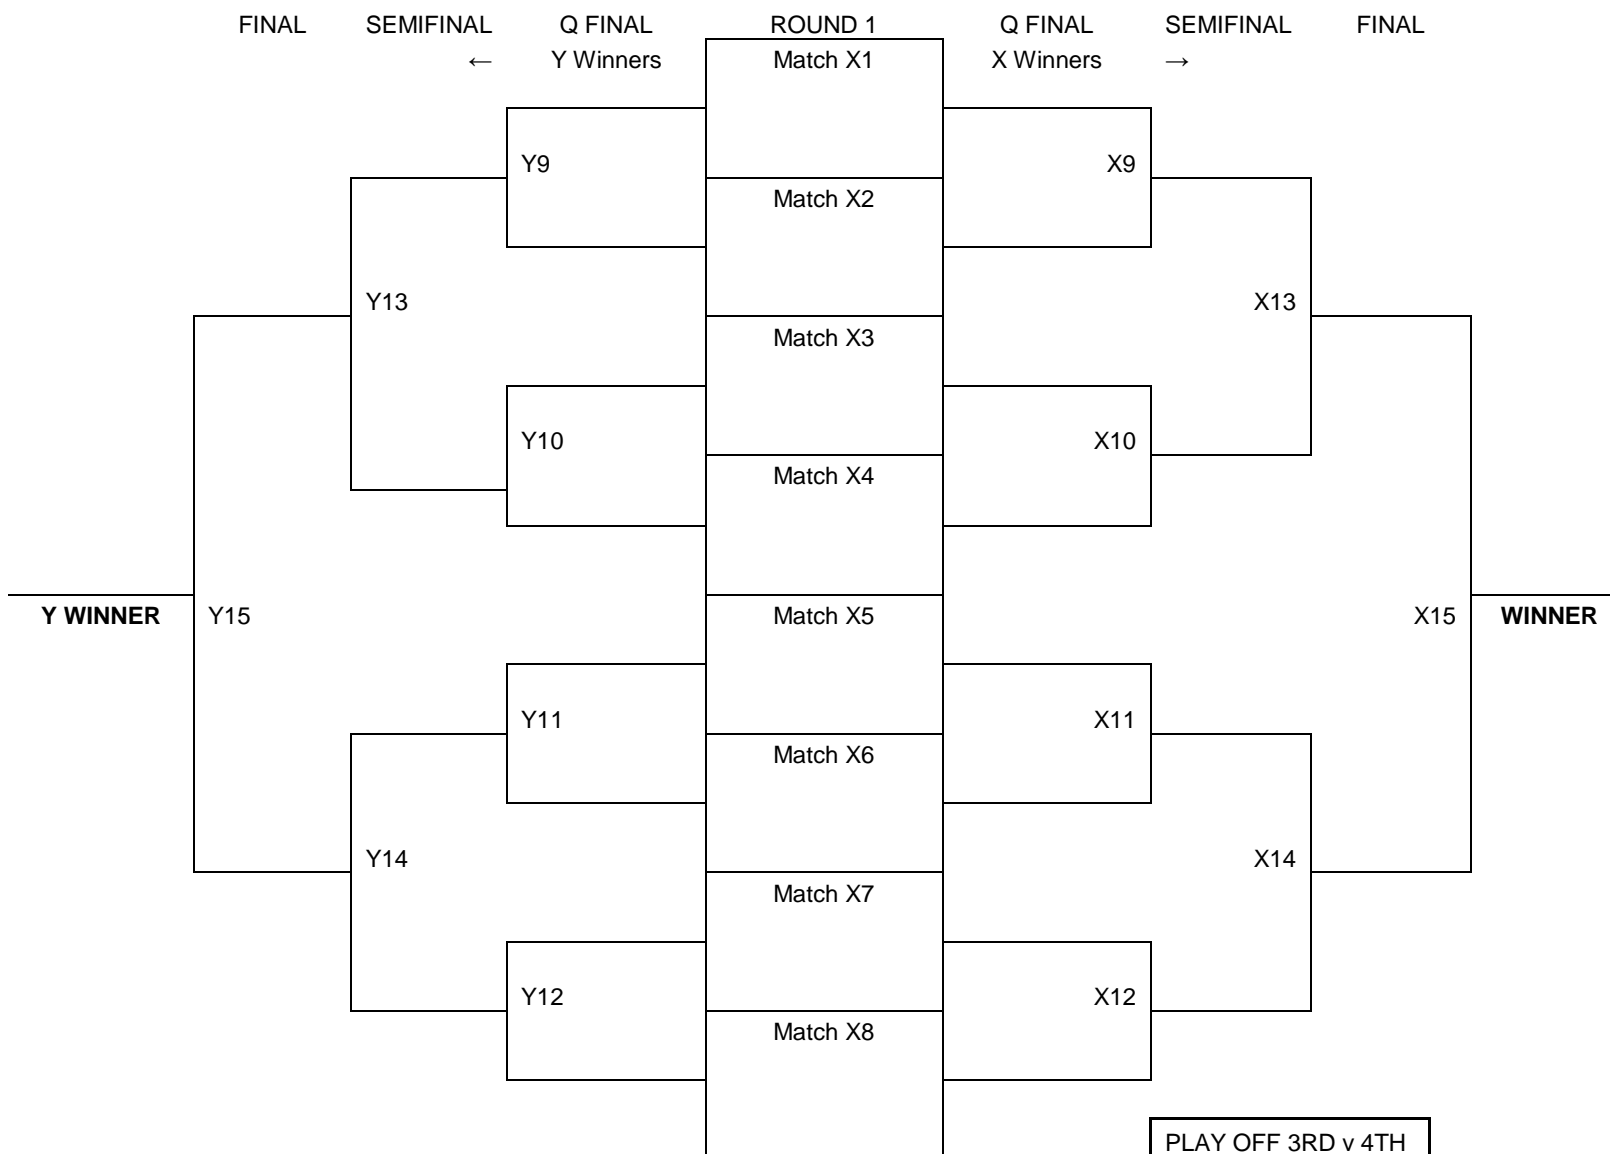 FINAL SEMIFINAL Q FINAL ROUND 1 Q FINAL SEMIFINAL FINAL
← Y Winners Match X1 X Winners →
Y9 X9
Match X2
Y13 X13
Match X3
Y10 X10
Match X4
Y WINNER Y15 Match X5 X15 WINNER
Y11 X11
Match X6
Y14 X14
Match X7
Y12 X12
Match X8
PLAY OFF 3RD v 4TH